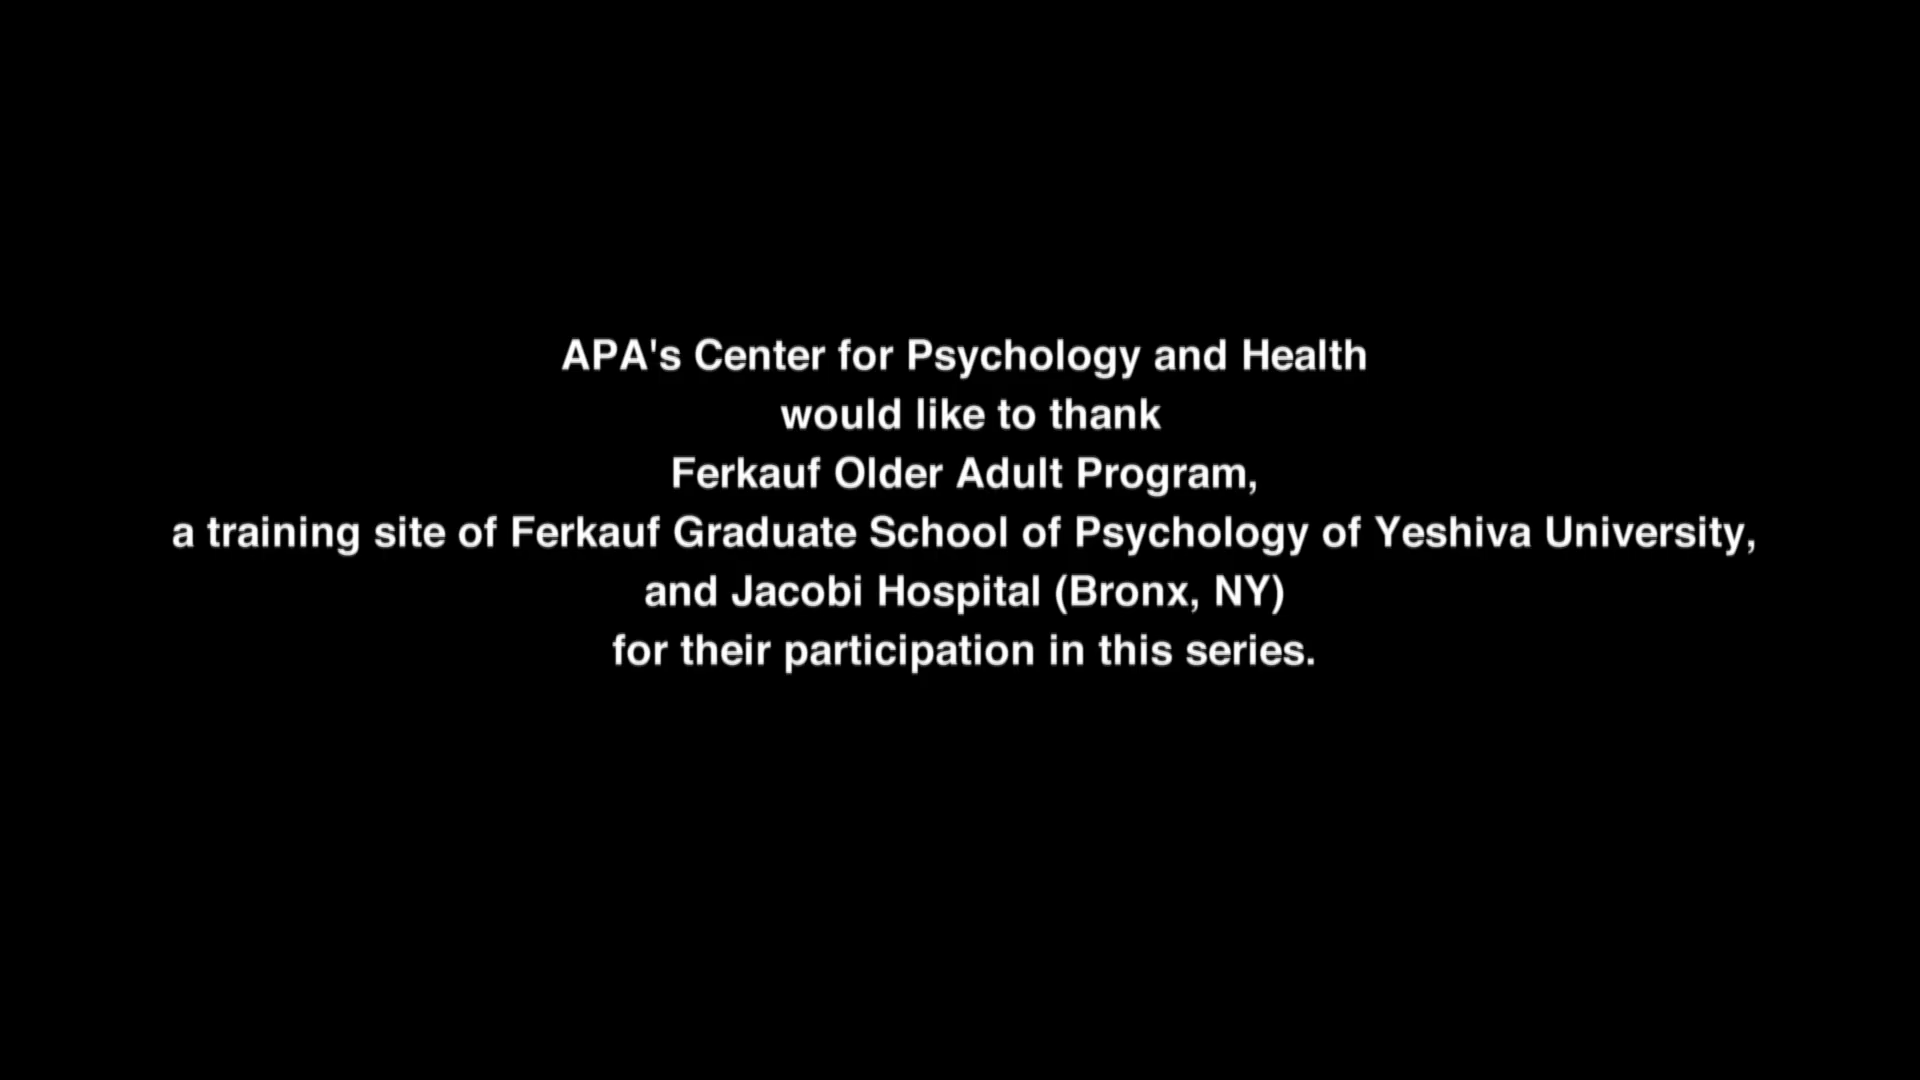 APA's Center for Psychology and Health
would like to thank
Ferkauf Older Adult Program,
a training site of Ferkauf Graduate School of Psychology of Yeshiva University,
and Jacobi Hospital (Bronx, NY)
for their participation in this series.